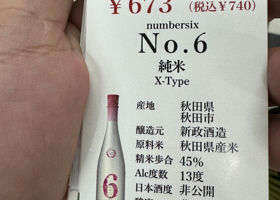 ¥673 (税込¥740)
numbersix
No.6
純米
X-Type
産地 秋田県
秋田市
醸造元 新政酒造
原料米 秋田県産米
精米歩合 45%
Alc度数 13度
日本酒度 非公開
6